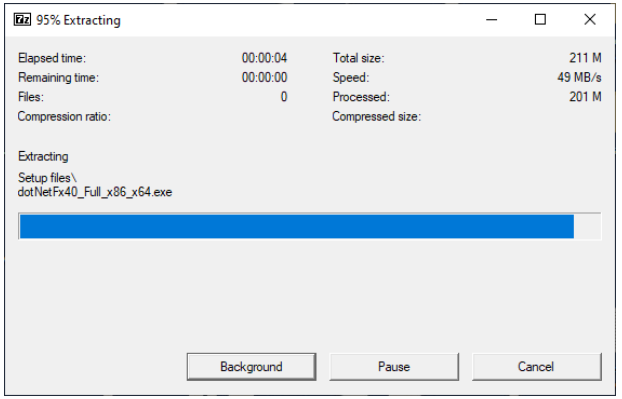 7z 95% Extracting
Elapsed time: 00:00:04 Total size: 211 M
Remaining time: 00:00:00 Speed: 49 MB/s
Files: 0 Processed: 201 M
Compression ratio: Compressed size:
Extracting
Setup files\
dotNetFx40_Full_x86_x64.exe
Background Pause Cancel